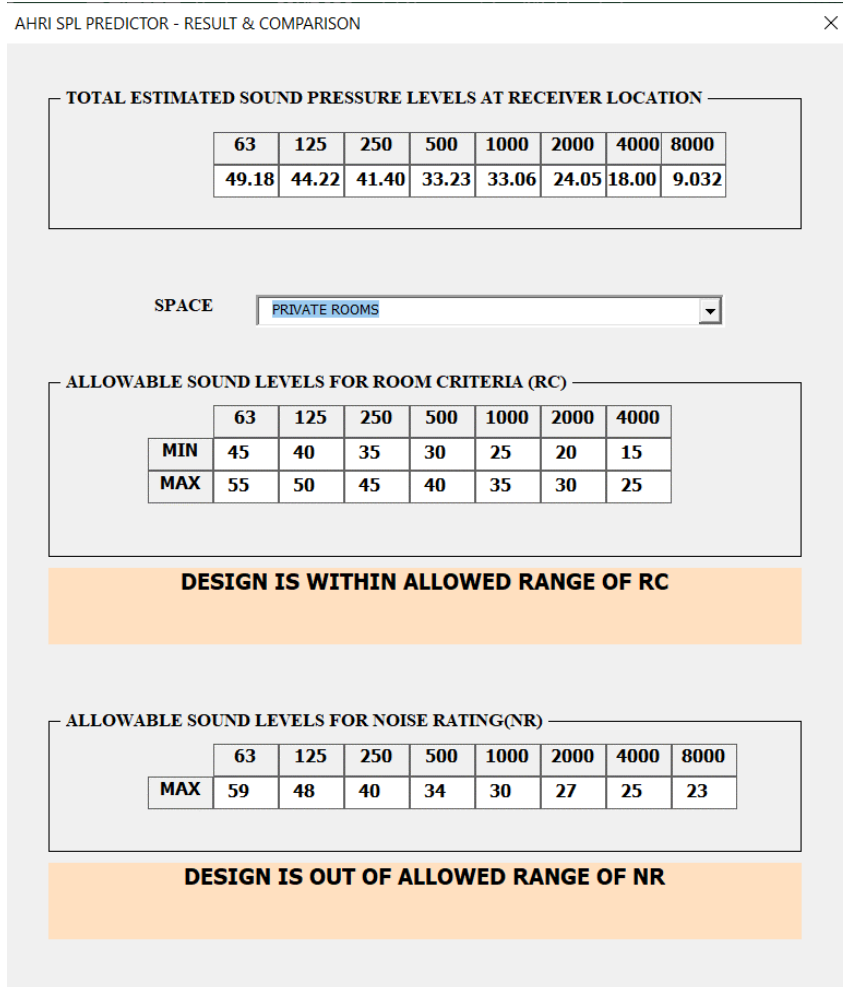 AHRI SPL PREDICTOR - RESULT & COMPARISON
TOTAL ESTIMATED SOUND PRESSURE LEVELS AT RECEIVER LOCATION
63 125 250 500 1000 2000 4000 8000
49.18 44.22 41.40 33.23 33.06 24.05 18.00 9.032
SPACE PRIVATE ROOMS
ALLOWABLE SOUND LEVELS FOR ROOM CRITERIA (RC)
63 125 250 500 1000 2000 4000
MIN 45 40 35 30 25 20 15
MAX 55 50 45 40 35 30 25
DESIGN IS WITHIN ALLOWED RANGE OF RC
ALLOWABLE SOUND LEVELS FOR NOISE RATING(NR)
63 125 250 500 1000 2000 4000 8000
MAX 59 48 40 34 30 27 25 23
DESIGN IS OUT OF ALLOWED RANGE OF NR